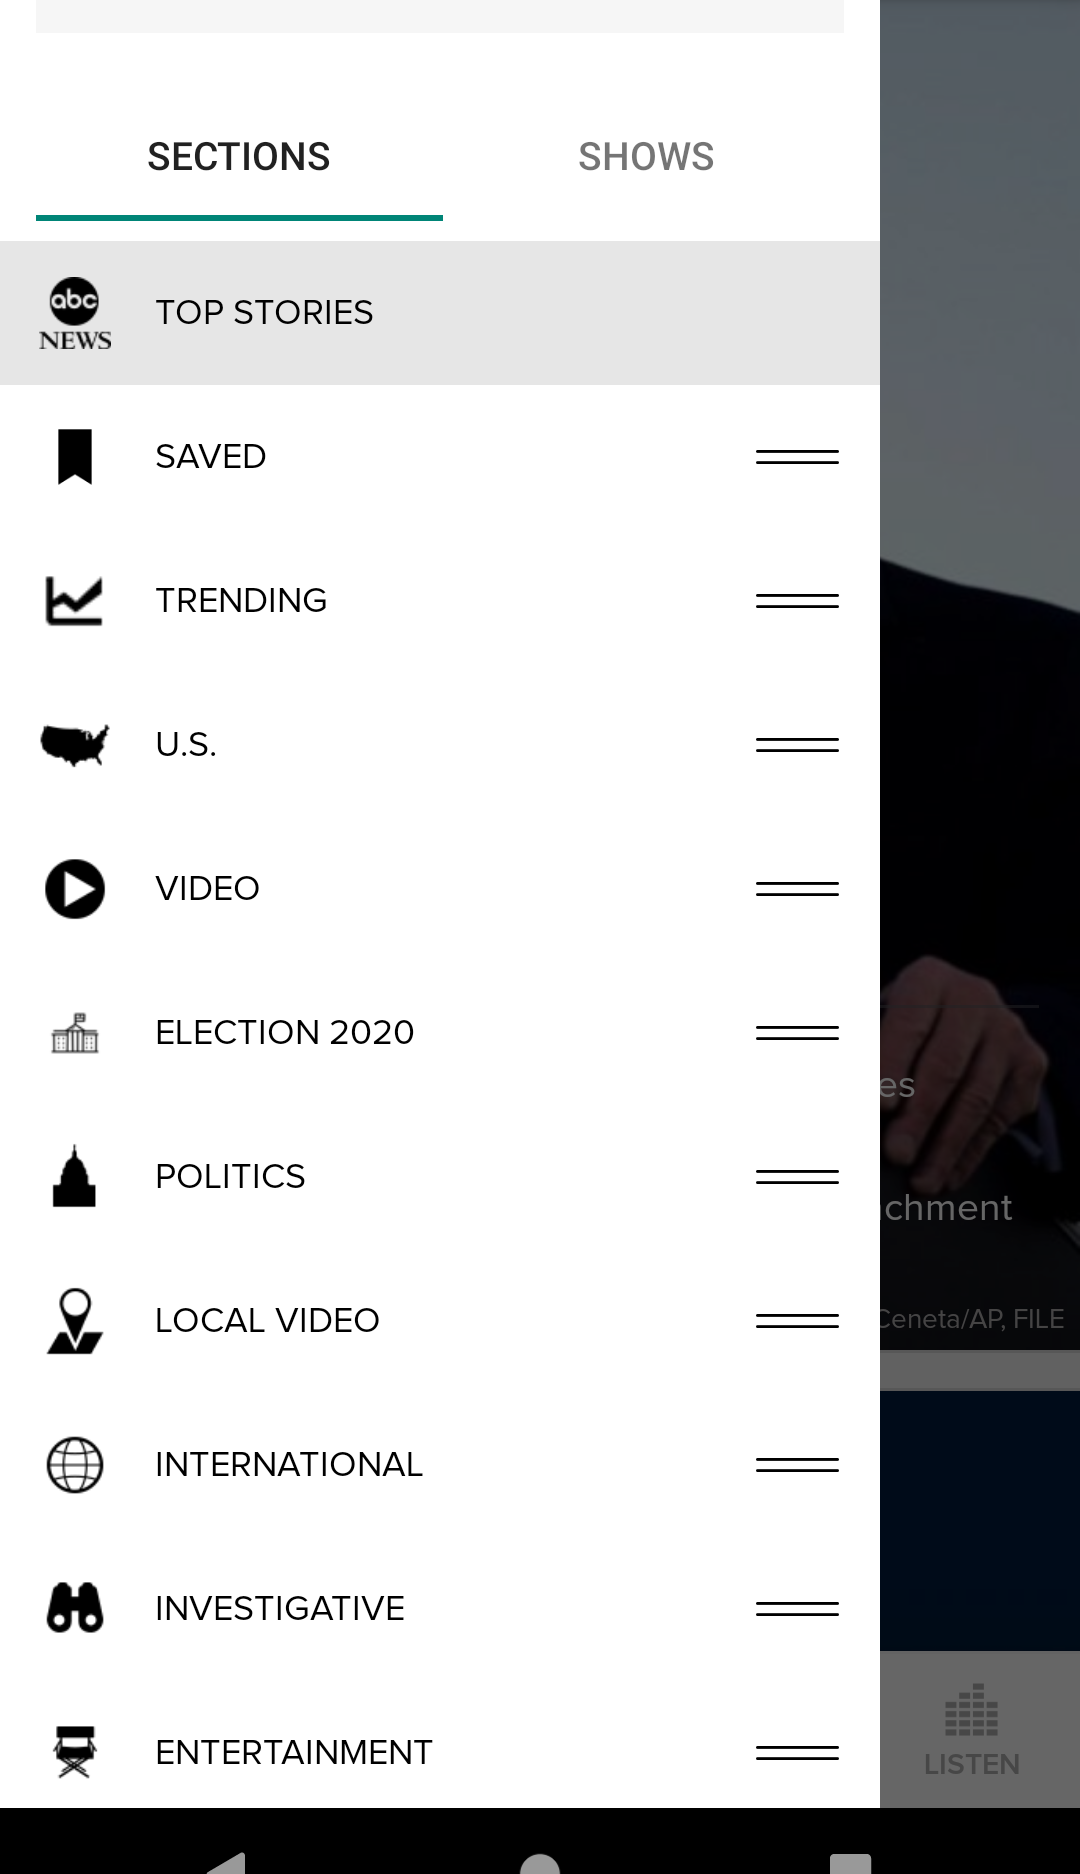 SECTIONS
SHOWS
abc
NEWS
TOP STORIES
SAVED
TRENDING
U.S.
VIDEO
ELECTION 2020
POLITICS
LOCAL VIDEO
INTERNATIONAL
INVESTIGATIVE
ENTERTAINMENT
es
chment
Ceneta/AP, FILE
LISTEN